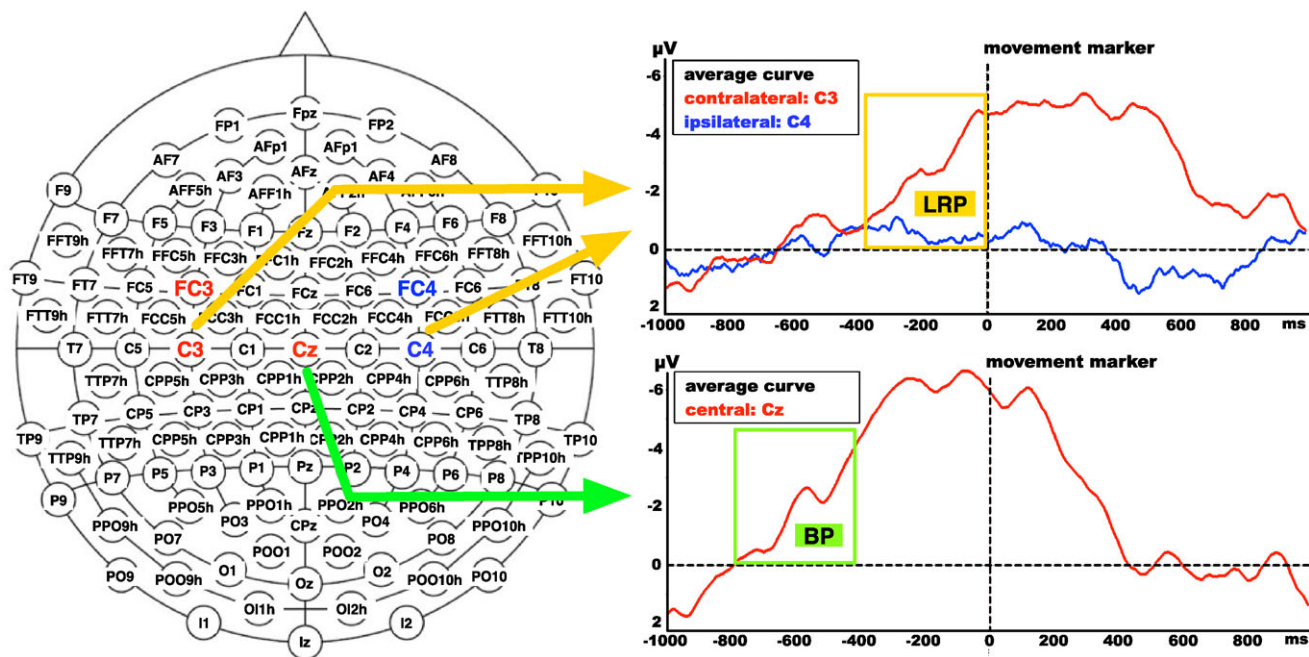 Fpz
FP1
FP2
AFp1
AFp1
AF7
AF8
AFz
AF3
AF4
F9
AFF5h
AFF1h
F7
F5
F3
F1
Fz
F2
F4
F6
F8
FFT9h
FFT7h
FFC5h
FFC3h
FFC1h
FFC2h
FFC4h
FFC6h
FFT8h
FFT10h
FT9
FT7
FC5
FC3
FC1
FCz
FC6
FC4
FC6
FT10
FTT9h
FTT7h
FCC5h
FCC3h
FCC1h
FCC2h
FCC4h
FTT8h
FTT10h
T7
C5
C3
C1
Cz
C2
C4
C6
T8
TTP7h
CPP5h
CPP3h
CPP1h
CPP2h
CPP4h
CPP6h
TTP8h
TP7
CP5
CP3
CP1
CP2
CP4
CP6
TP8
TP9
TTP7h
CPP5h
CPP3h
CPP1h
CPP2h
CPP4h
CPP6h
TPP8h
TP10
TTP9h
TPP10h
P7
P5
P3
P1
Pz
P2
P4
P6
P8
P9
PPO5h
PPO1h
PPO2h
PPO6h
PPO9h
PO3
CPz
PO4
PPO10h
PO7
POO1
POO2
PO8
PO9
POO9h
O1
Oz
O2
POO10h
PO10
OI1h
OI2h
I1
I2
Iz
µV
movement marker
-6
average curve
contralateral: C3
ipsilateral: C4
-4
-2
LRP
0
2
-1000 -800 -600 -400 -200 0 200 400 600 800 ms
µV
movement marker
-6
average curve
central: Cz
-4
-2
BP
0
2
-1000 -800 -600 -400 -200 0 200 400 600 800 ms